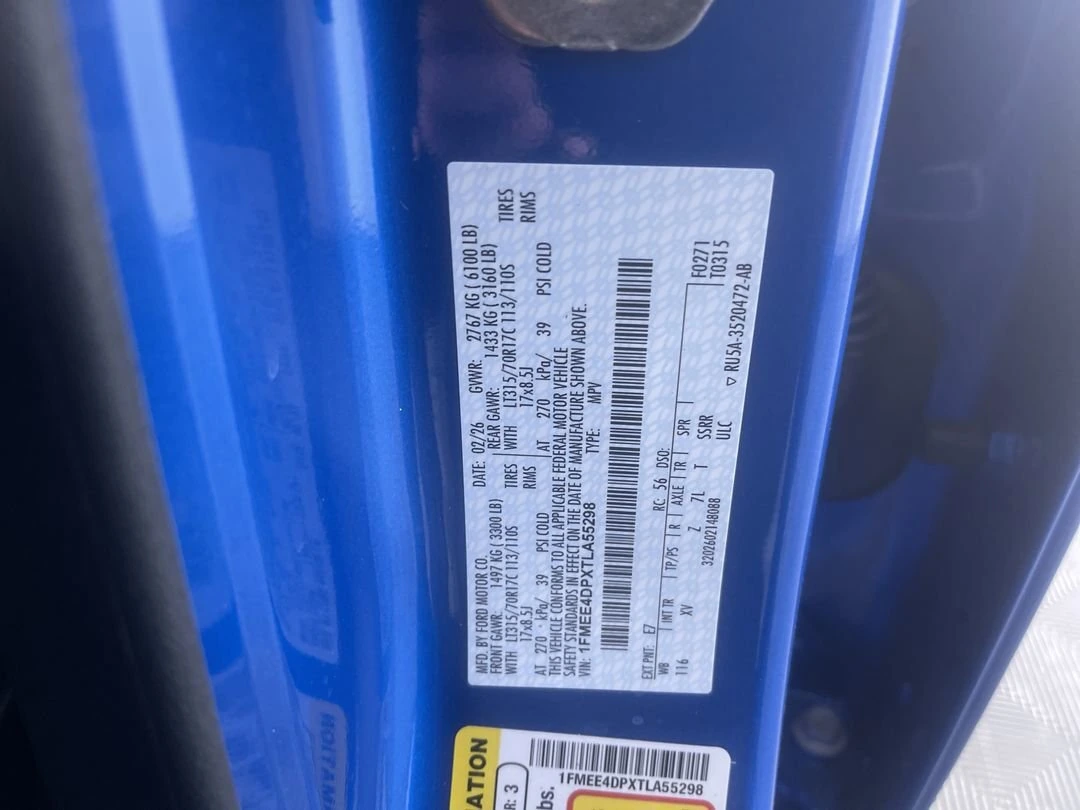 MFD. BY FORD MOTOR CO. DATE: 02/26 GVWR: 2767 KG ( 6100 LB)
FRONT GAWR: 1497 KG ( 3300 LB) REAR GAWR: 1433 KG ( 3160 LB)
WITH LT315/70R17C 113/110S TIRES WITH LT315/70R17C 113/110S TIRES
17x8.5J RIMS 17x8.5J RIMS
AT 270 kPa/ 39 PSI COLD AT 270 kPa/ 39 PSI COLD
THIS VEHICLE CONFORMS TO ALL APPLICABLE FEDERAL MOTOR VEHICLE
SAFETY STANDARDS IN EFFECT ON THE DATE OF MANUFACTURE SHOWN ABOVE.
VIN: 1FMEE4DPXTLA55298 TYPE: MPV
EXT PNT: E7 RC: 56 DSO: F0271
WB INT TR TP/PS R AXLE TR SPR T0315
116 XV Z 7L T SSRR
ULC
3202602148088 ▽ RU5A-3520472-AB
1FMEE4DPXTLA55298
R: 3
bs.
ATION